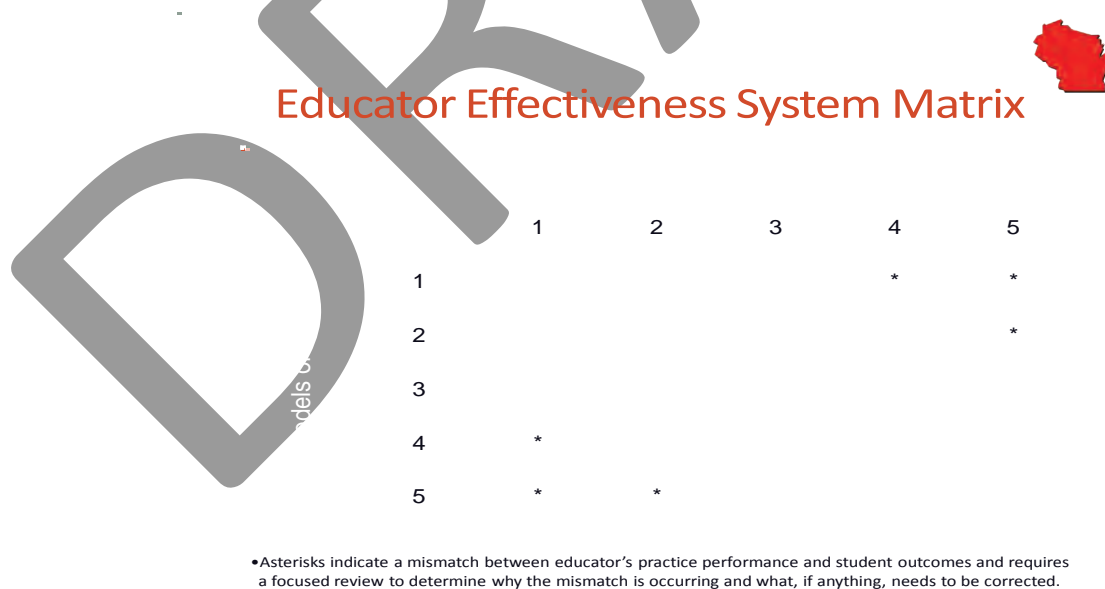 Educator Effectiveness System Matrix
1 2 3 4 5
1 * *
2 *
3
4 *
5 * *
•Asterisks indicate a mismatch between educator’s practice performance and student outcomes and requires
a focused review to determine why the mismatch is occurring and what, if anything, needs to be corrected.